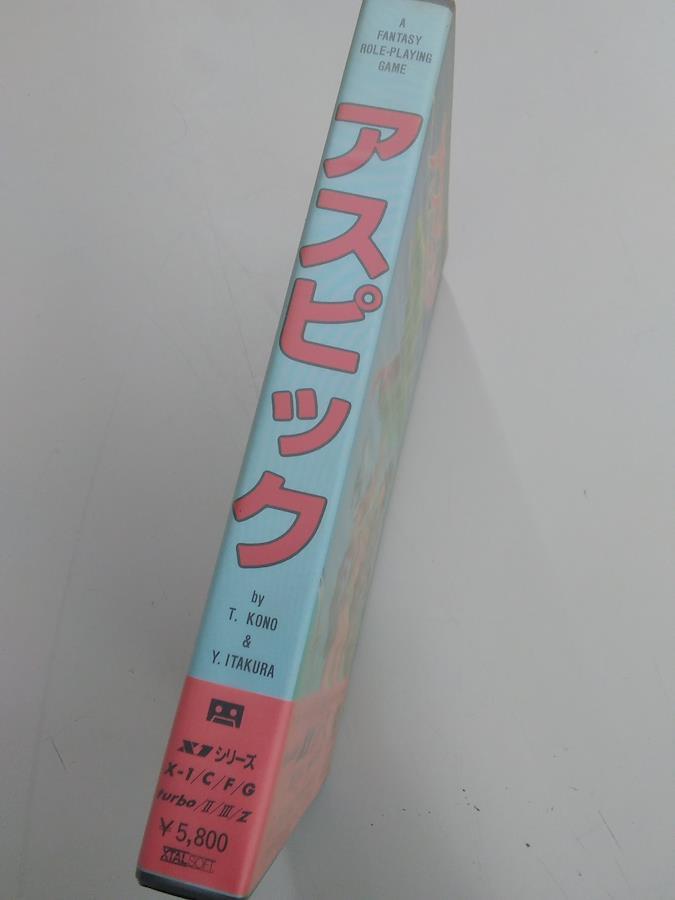 A
FANTASY
ROLE-PLAYING
GAME
アスピック
by
T. KONO
&
Y. ITAKURA
X1シリーズ
X-1/C/F/G
turbo/II/III/Z
¥5,800
XTALSOFT